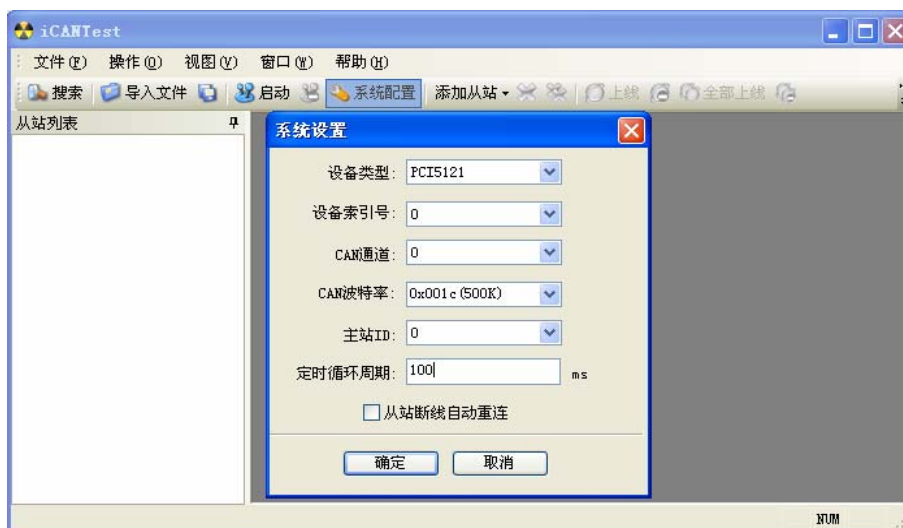 iCANTest
文件(F) 操作(O) 视图(V) 窗口(W) 帮助(H)
搜索 导入文件 启动 系统配置 添加从站 上线 全部上线
从站列表
系统设置
设备类型: PCI5121
设备索引号: 0
CAN通道: 0
CAN波特率: 0x001c(500K)
主站ID: 0
定时循环周期: 100 ms
从站断线自动重连
确定 取消
NUM